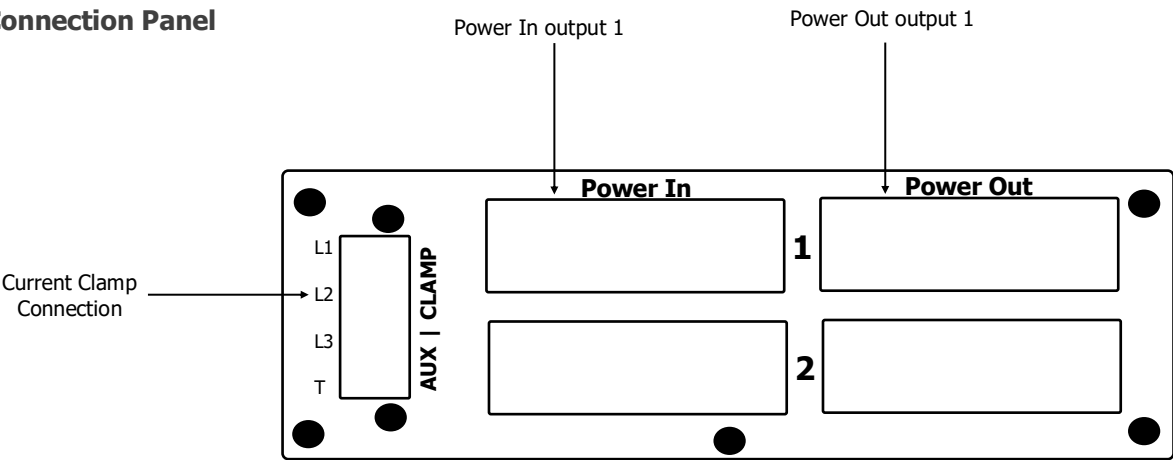 onnection Panel
Power In output 1
Power Out output 1
Power In
Power Out
L1
L2
L3
T
AUX | CLAMP
1
2
Current Clamp
Connection